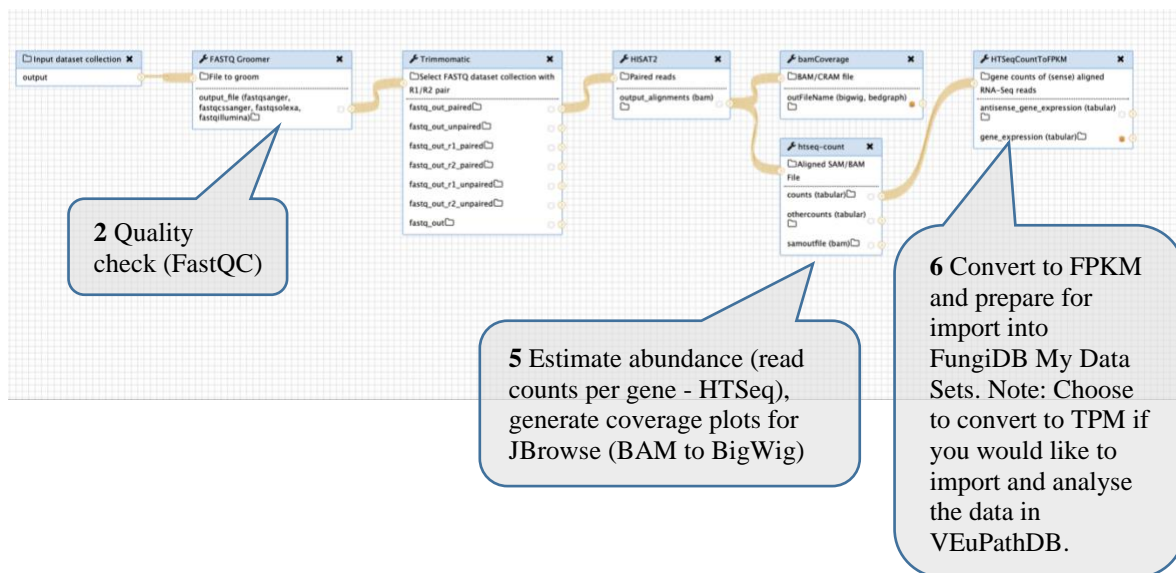 Input dataset collection
output
FASTQ Groomer
File to groom
output_file (fastqsanger,
fastqcssanger, fastqsolexa,
fastqillumina)
Trimmomatic
Select FASTQ dataset collection with
R1/R2 pair
fastq_out_paired
fastq_out_unpaired
fastq_out_r1_paired
fastq_out_r2_paired
fastq_out_r1_unpaired
fastq_out_r2_unpaired
fastq_out
HISAT2
Paired reads
output_alignments (bam)
bamCoverage
BAM/CRAM file
outFileName (bigwig, bedgraph)
htseq-count
Aligned SAM/BAM
File
counts (tabular)
othercounts (tabular)
samoutfile (bam)
HTSeqCountToFPKM
gene counts of (sense) aligned
RNA-Seq reads
antisense_gene_expression (tabular)
gene_expression (tabular)
2 Quality
check (FastQC)
5 Estimate abundance (read
counts per gene - HTSeq),
generate coverage plots for
JBrowse (BAM to BigWig)
6 Convert to FPKM
and prepare for
import into
FungiDB My Data
Sets. Note: Choose
to convert to TPM if
you would like to
import and analyse
the data in
VEuPathDB.